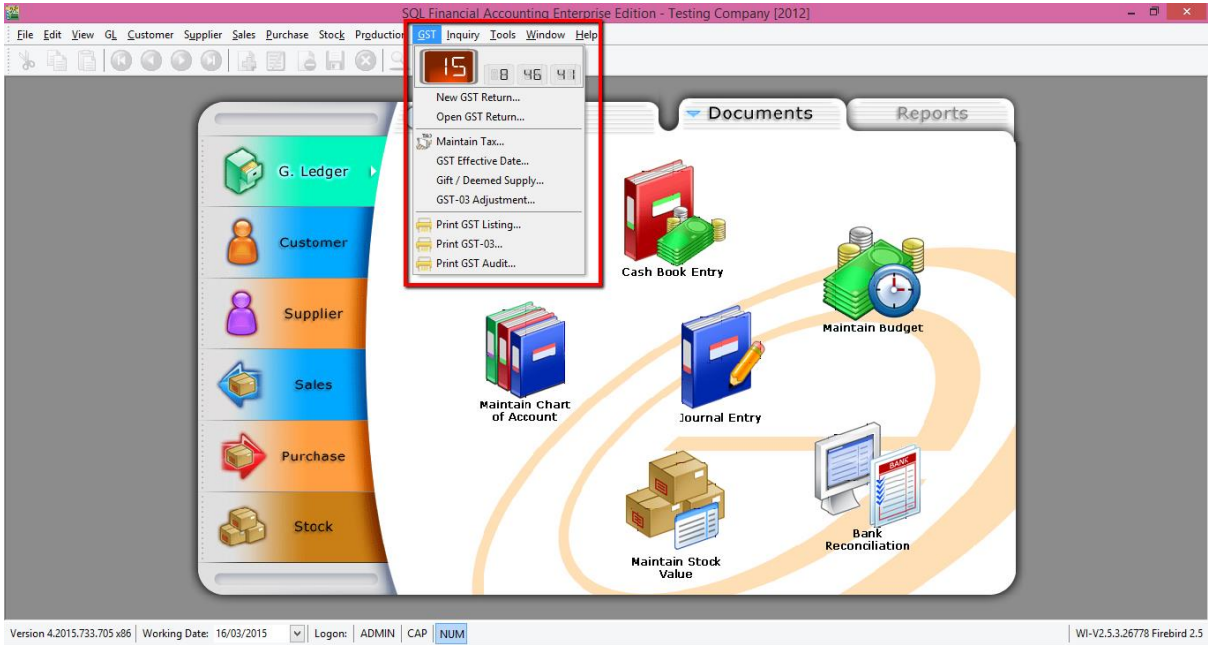 SQL Financial Accounting Enterprise Edition - Testing Company [2012]
File Edit View GL Customer Supplier Sales Purchase Stock Production GST Inquiry Tools Window Help
15 8 46 41
New GST Return...
Open GST Return...
Maintain Tax...
GST Effective Date...
Gift / Deemed Supply...
GST-03 Adjustment...
Print GST Listing...
Print GST-03...
Print GST Audit...
Documents
Reports
G. Ledger
Customer
Supplier
Sales
Purchase
Stock
Cash Book Entry
Maintain Budget
Maintain Chart
of Account
Journal Entry
BANK
Bank
Reconciliation
Maintain Stock
Value
Version 4.2015.733.705 x86 Working Date: 16/03/2015 Logon: ADMIN CAP NUM WI-V2.5.3.26778 Firebird 2.5